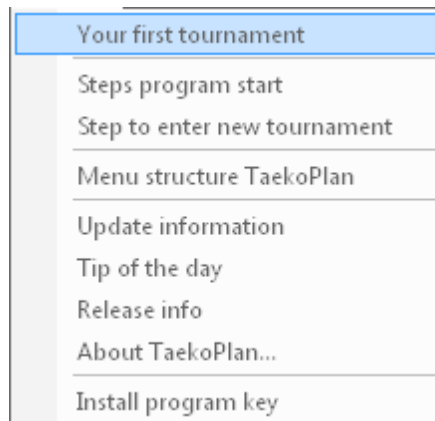 Your first tournament
Steps program start
Step to enter new tournament
Menu structure TaekoPlan
Update information
Tip of the day
Release info
About TaekoPlan...
Install program key